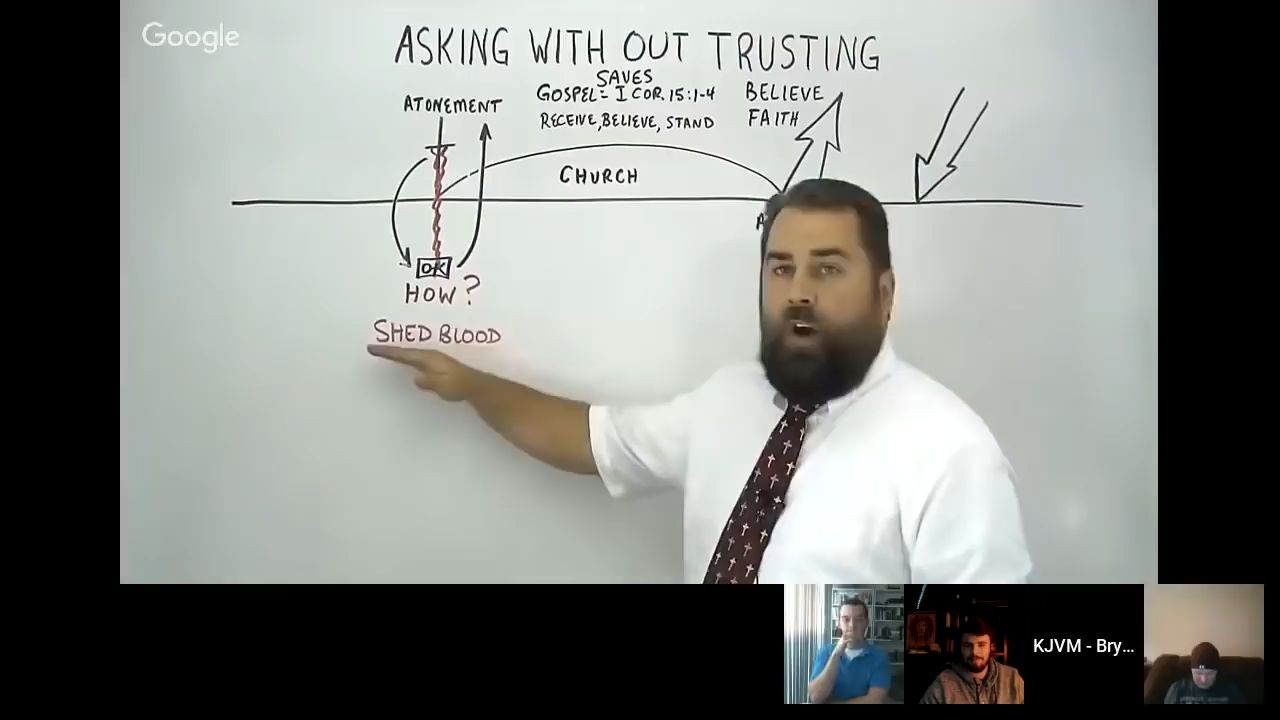 Google
ASKING WITH OUT TRUSTING
SAVES
GOSPEL = I COR. 15:1-4
RECEIVE, BELIEVE, STAND
ATONEMENT
BELIEVE
FAITH
CHURCH
OK
HOW?
SHED BLOOD
KJVM - Bry...